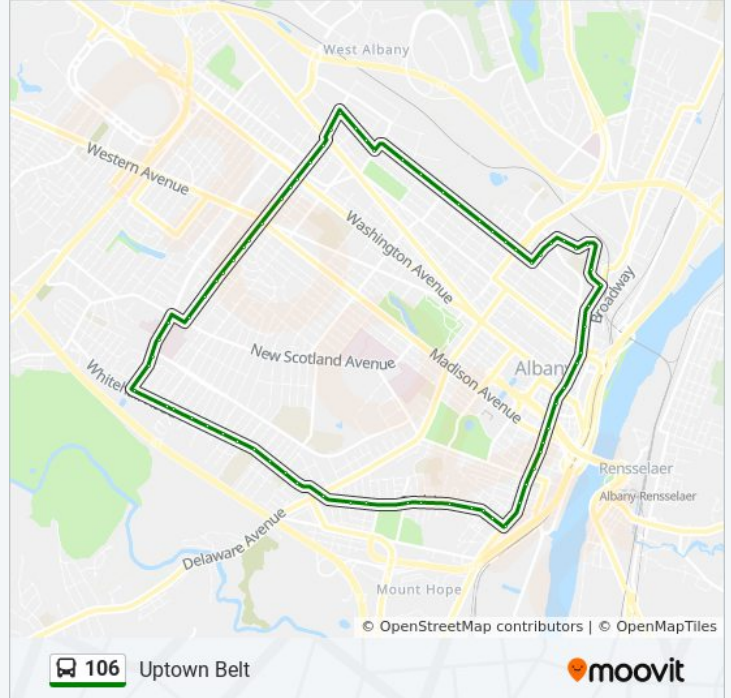 West Albany
Western Avenue
Washington Avenue
Broadway
New Scotland Avenue
Madison Avenue
Albany
Rensselaer
Albany-Rensselaer
Delaware Avenue
Mount Hope
© OpenStreetMap contributors | © OpenMapTiles
106 Uptown Belt
moovit